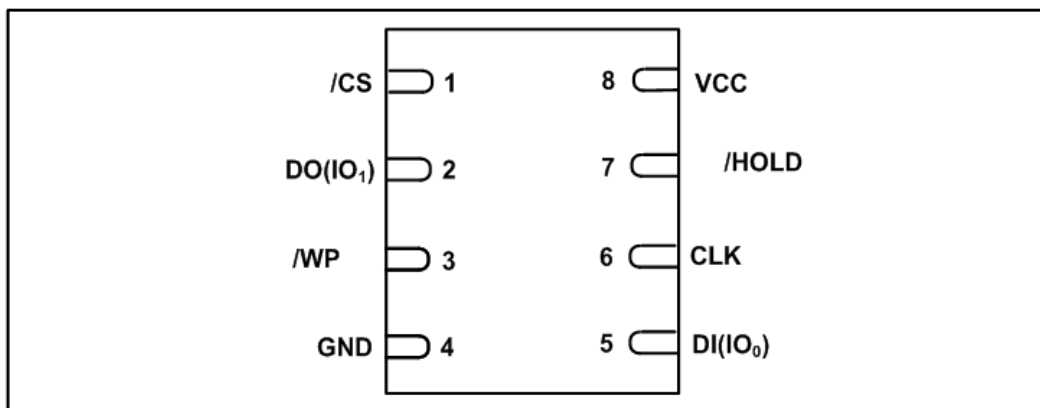 /CS 1 8 VCC
DO(IO₁) 2 7 /HOLD
/WP 3 6 CLK
GND 4 5 DI(IO₀)